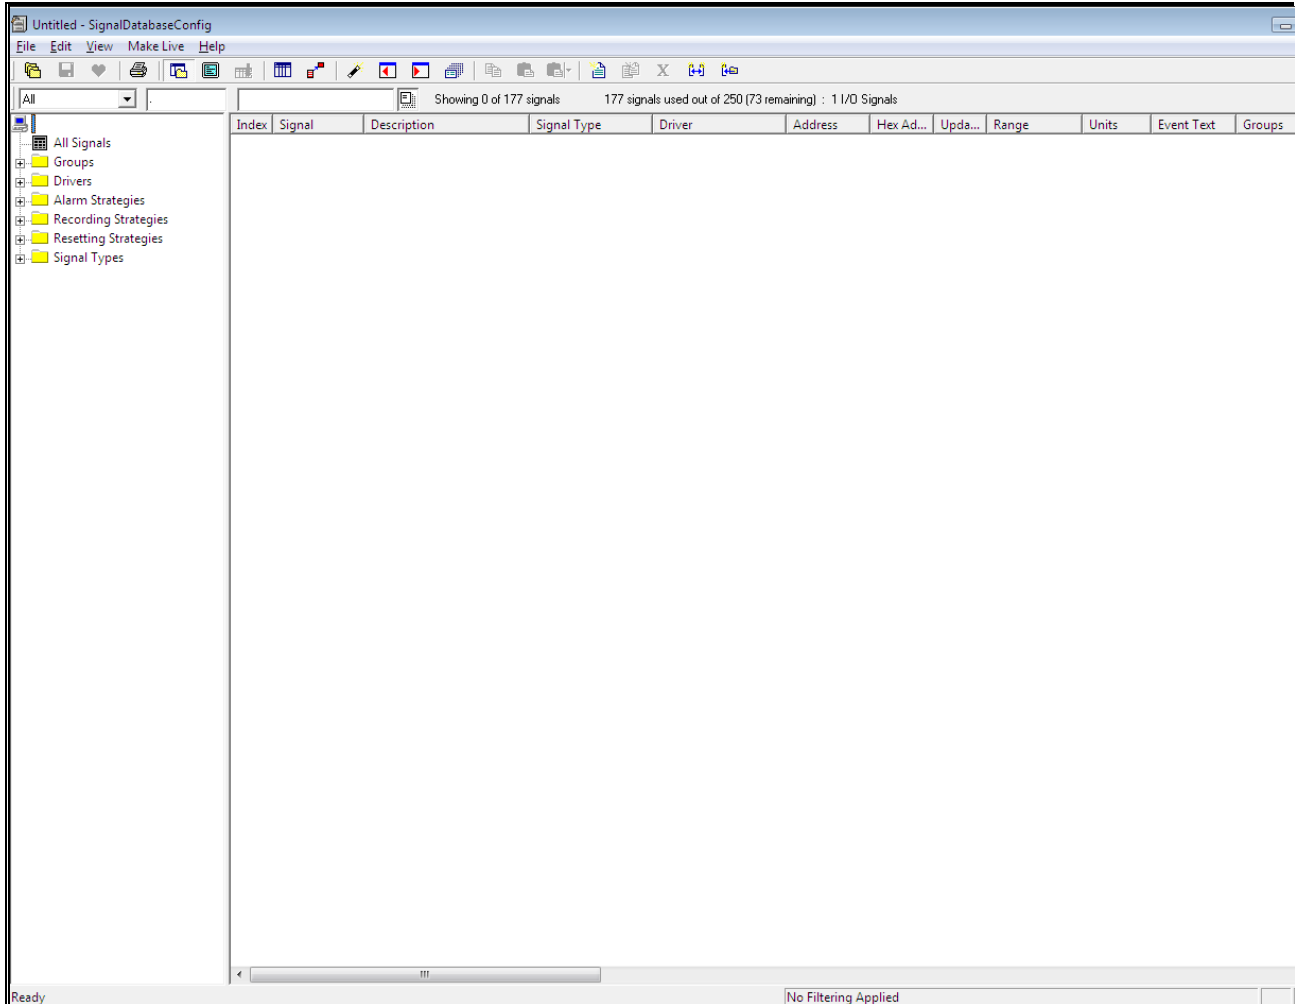 Untitled - SignalDatabaseConfig
File Edit View Make Live Help
All . Showing 0 of 177 signals 177 signals used out of 250 (73 remaining) : 1 I/O Signals
Index Signal Description Signal Type Driver Address Hex Ad... Upda... Range Units Event Text Groups
All Signals
Groups
Drivers
Alarm Strategies
Recording Strategies
Resetting Strategies
Signal Types
Ready No Filtering Applied